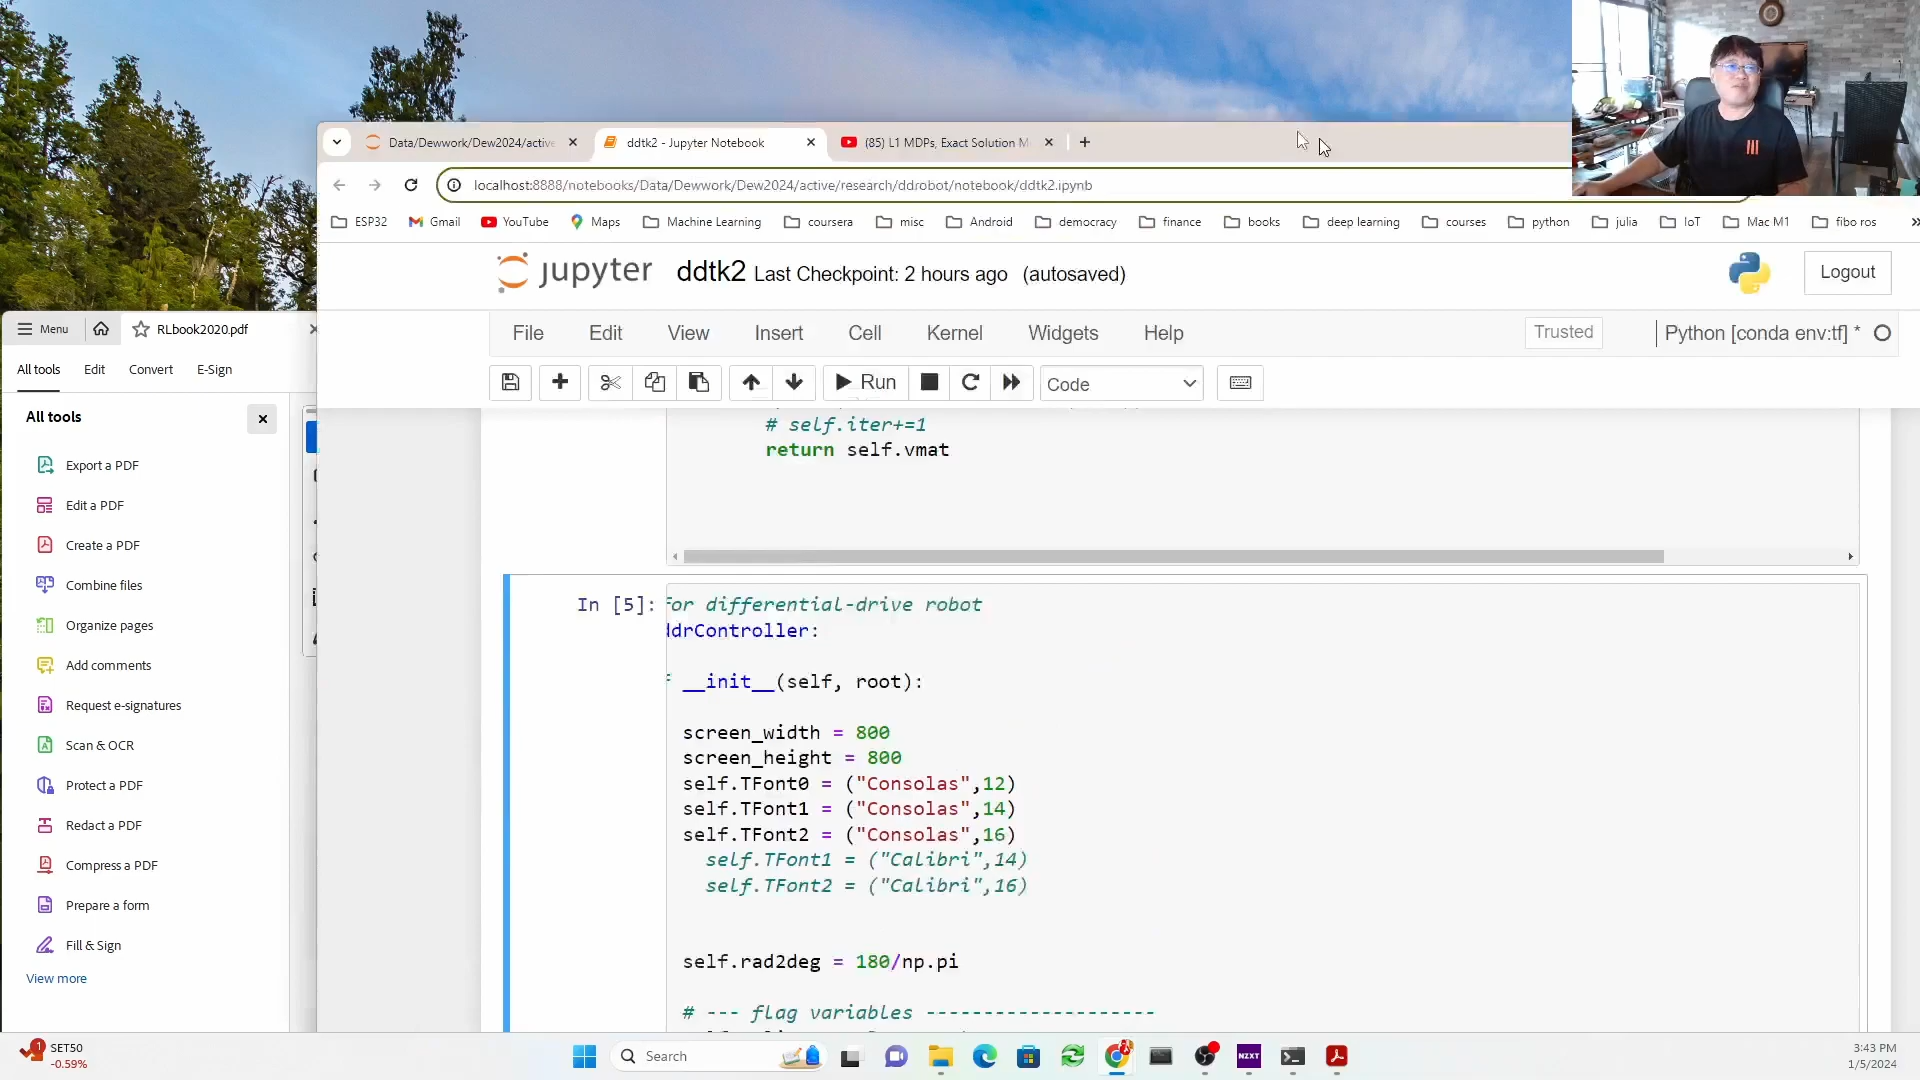 Data/Dewwork/Dew2024/active
ddtk2 - Jupyter Notebook
(85) L1 MDPs, Exact Solution M
localhost:8888/notebooks/Data/Dewwork/Dew2024/active/research/ddrobot/notebook/ddtk2.ipynb
ESP32
Gmail
YouTube
Maps
Machine Learning
coursera
misc
Android
democracy
finance
books
deep learning
courses
python
julia
IoT
Mac M1
fibo ros
jupyter ddtk2 Last Checkpoint: 2 hours ago (autosaved)
Logout
File Edit View Insert Cell Kernel Widgets Help
Trusted
Python [conda env:tf] *
Run
Code
# self.iter+=1
return self.vmat
In [5]:
for differential-drive robot
ddrController:
__init__(self, root):
screen_width = 800
screen_height = 800
self.TFont0 = ("Consolas",12)
self.TFont1 = ("Consolas",14)
self.TFont2 = ("Consolas",16)
self.TFont1 = ("Calibri",14)
self.TFont2 = ("Calibri",16)
self.rad2deg = 180/np.pi
# --- flag variables --------------------
Menu
RLbook2020.pdf
All tools
Edit
Convert
E-Sign
All tools
Export a PDF
Edit a PDF
Create a PDF
Combine files
Organize pages
Add comments
Request e-signatures
Scan & OCR
Protect a PDF
Redact a PDF
Compress a PDF
Prepare a form
Fill & Sign
View more
1
SET50
-0.59%
Search
NZXT
3:43 PM
1/5/2024